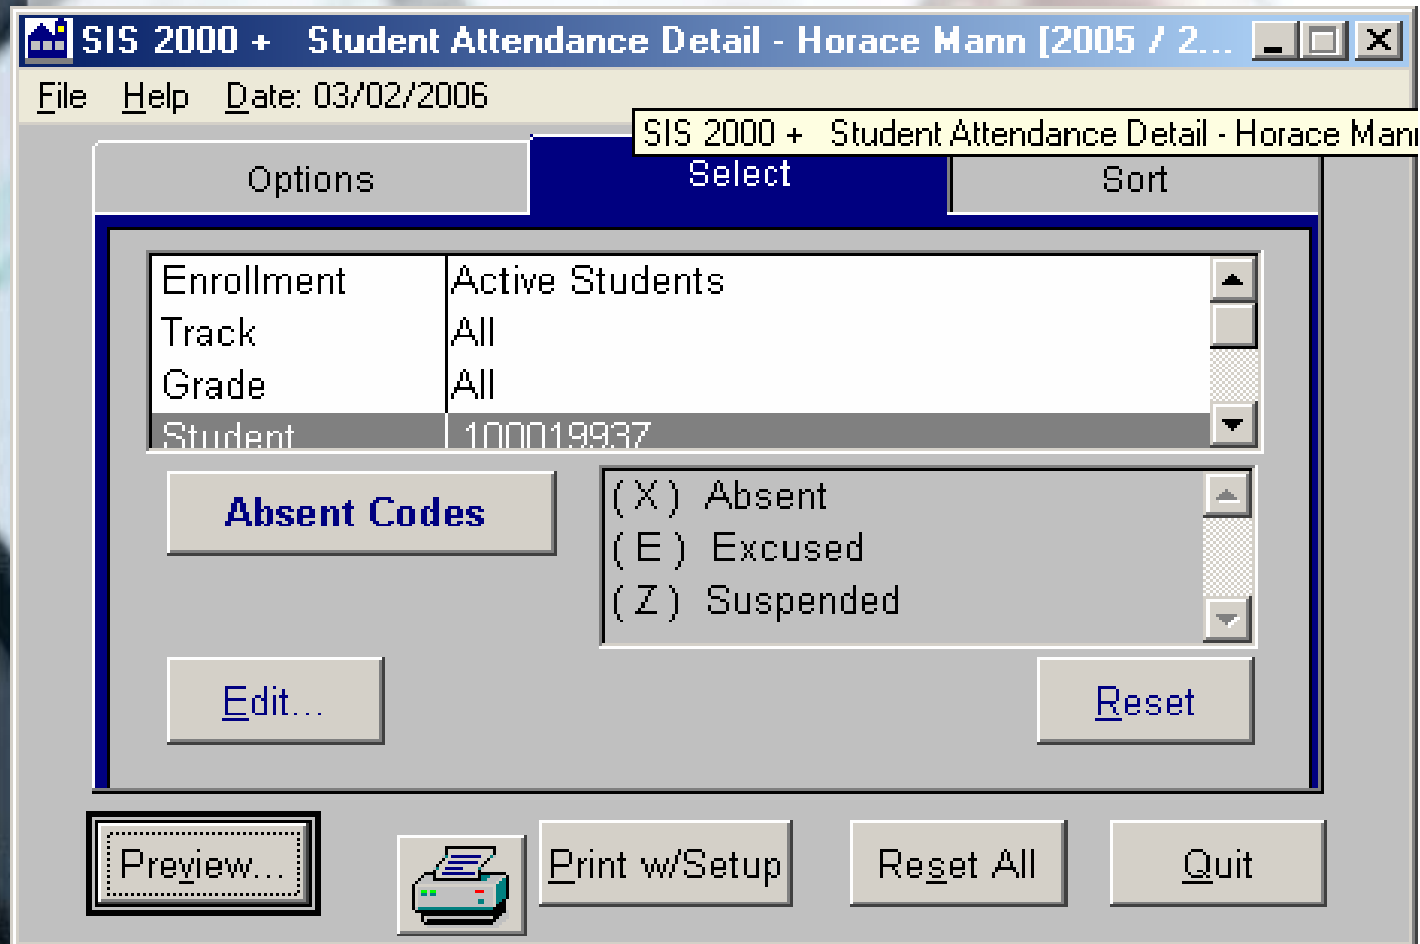 SIS 2000 + Student Attendance Detail - Horace Mann [2005 / 2...
File Help Date: 03/02/2006
SIS 2000 + Student Attendance Detail - Horace Mann
Options Select Sort
Enrollment Active Students
Track All
Grade All
Student 100019937
Absent Codes
( X ) Absent
( E ) Excused
( Z ) Suspended
Edit... Reset
Preview... Print w/Setup Reset All Quit